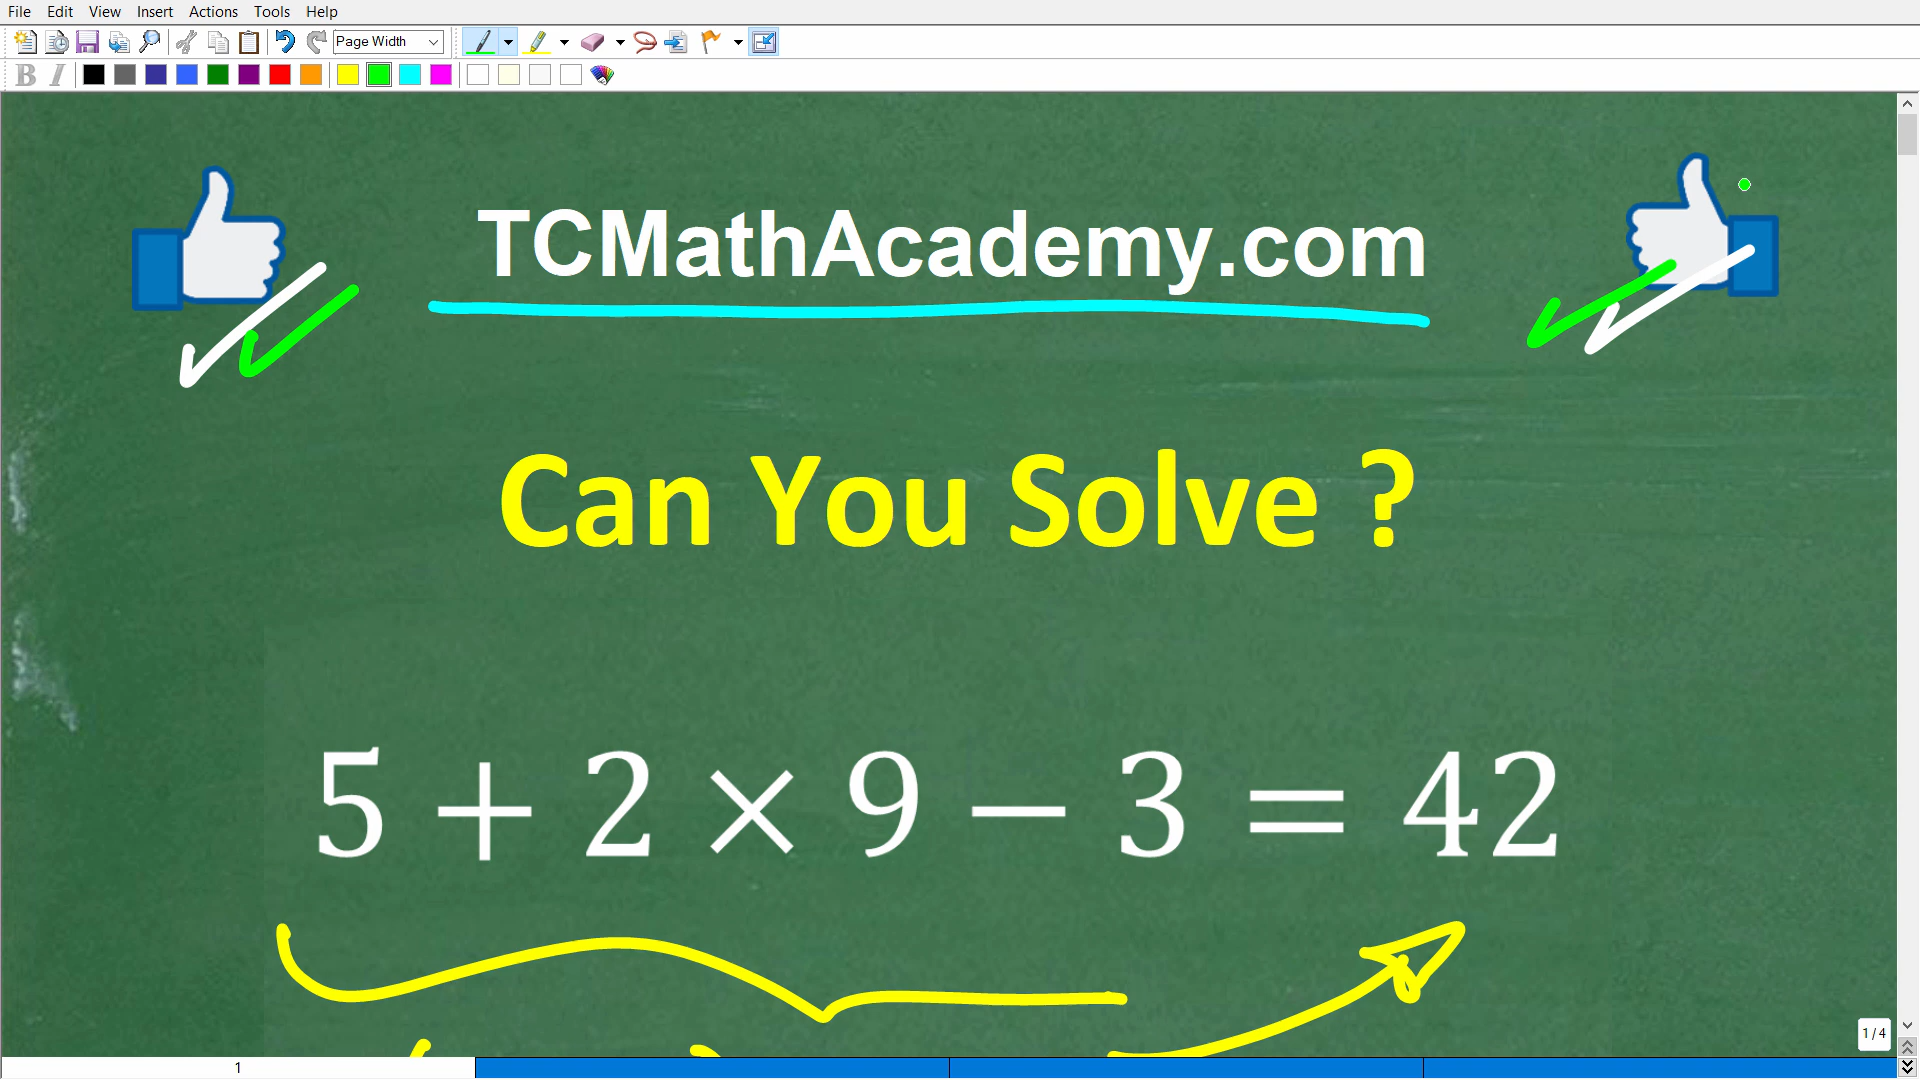 File Edit View Insert Actions Tools Help
Page Width
B I
TCMathAcademy.com
Can You Solve ?
5 + 2 × 9 − 3 = 42
1 / 4
1